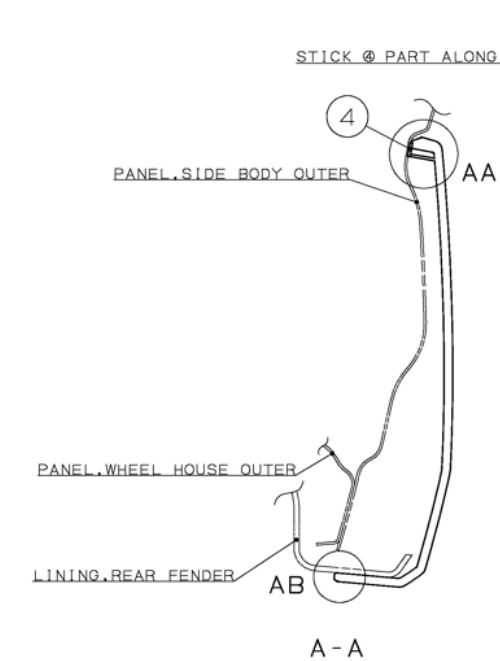 STICK ④ PART ALONG
4
PANEL.SIDE BODY OUTER
AA
PANEL.WHEEL HOUSE OUTER
LINING.REAR FENDER
AB
A-A